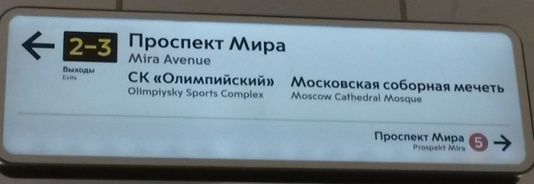 2-3 Проспект Мира
Mira Avenue
Выходы
Exits
СК «Олимпийский» Московская соборная мечеть
Olimpiysky Sports Complex Moscow Cathedral Mosque
Проспект Мира 5
Prospekt Mira